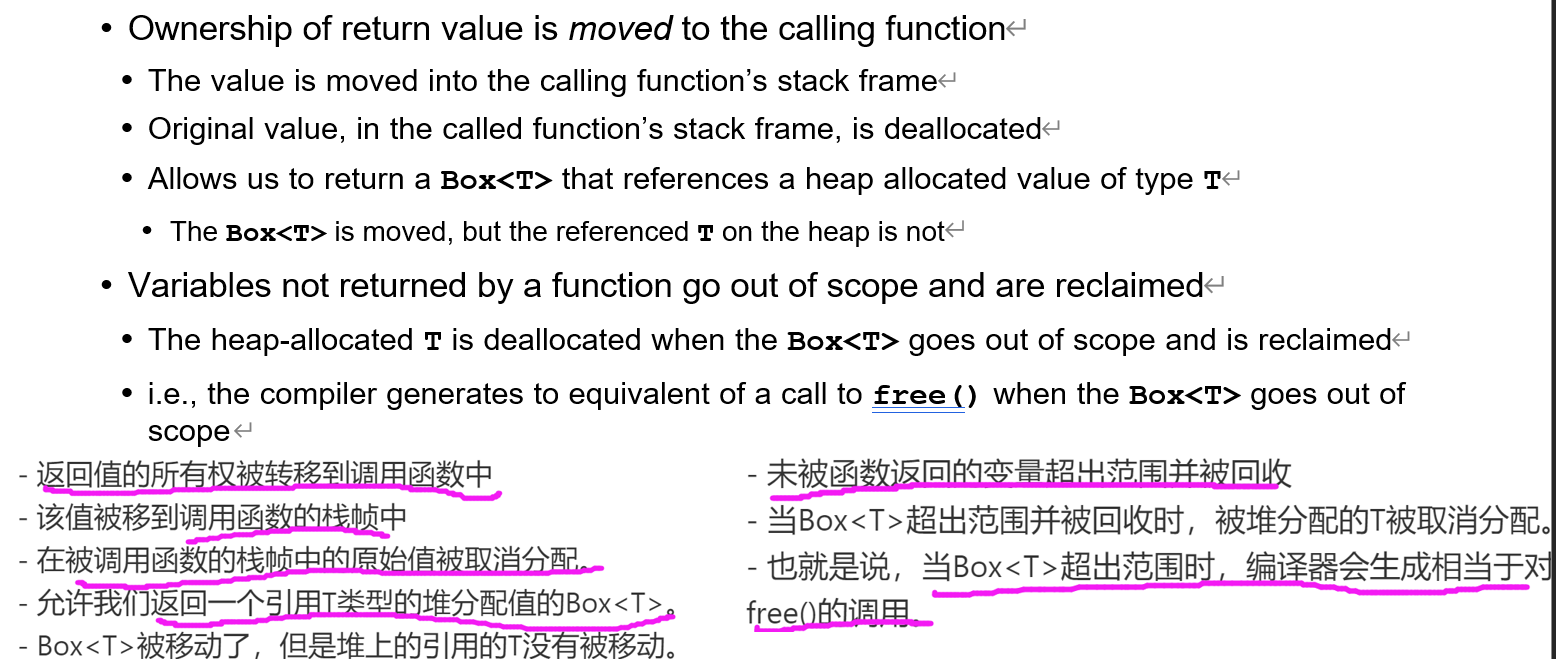 • Ownership of return value is moved to the calling function↵
• The value is moved into the calling function’s stack frame↵
• Original value, in the called function’s stack frame, is deallocated↵
• Allows us to return a Box<T> that references a heap allocated value of type T↵
• The Box<T> is moved, but the referenced T on the heap is not↵
• Variables not returned by a function go out of scope and are reclaimed↵
• The heap-allocated T is deallocated when the Box<T> goes out of scope and is reclaimed↵
• i.e., the compiler generates to equivalent of a call to free() when the Box<T> goes out of
scope↵
- 返回值的所有权被转移到调用函数中
- 该值被移到调用函数的栈帧中
- 在被调用函数的栈帧中的原始值被取消分配。
- 允许我们返回一个引用T类型的堆分配值的Box<T>。
- Box<T>被移动了，但是堆上的引用的T没有被移动。
- 未被函数返回的变量超出范围并被回收
- 当Box<T>超出范围并被回收时，被堆分配的T被取消分配。
- 也就是说，当Box<T>超出范围时，编译器会生成相当于对
free()的调用。